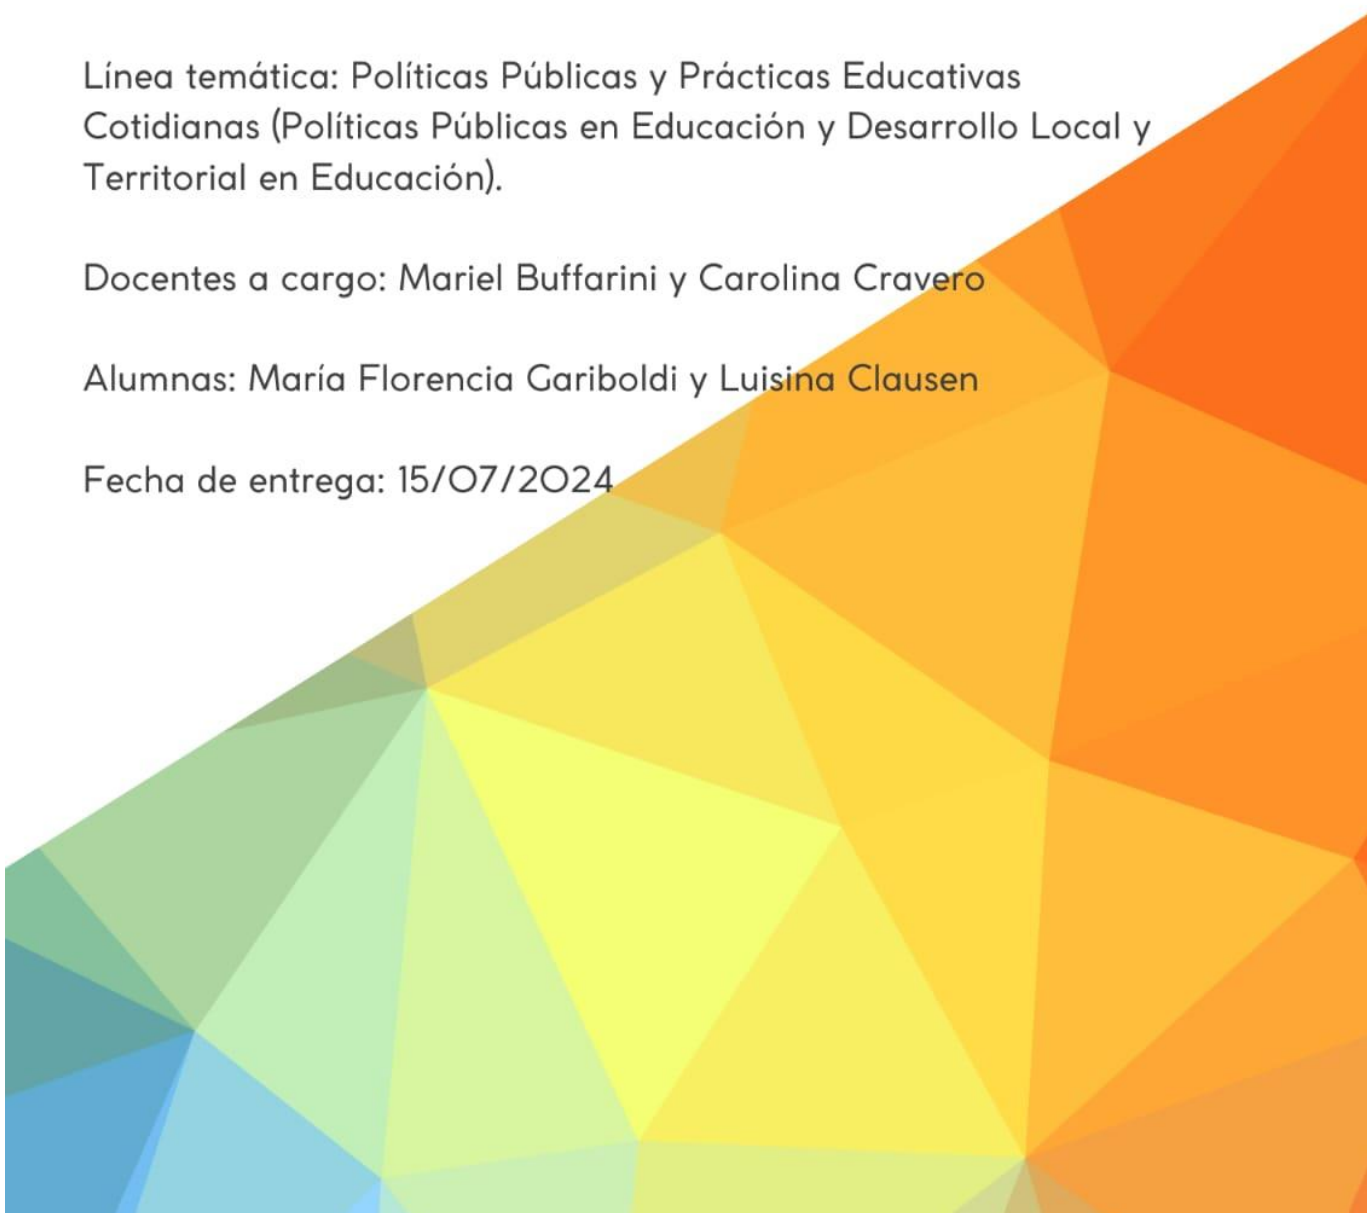 Línea temática: Políticas Públicas y Prácticas Educativas
Cotidianas (Políticas Públicas en Educación y Desarrollo Local y
Territorial en Educación).
Docentes a cargo: Mariel Buffarini y Carolina Cravero
Alumnas: María Florencia Gariboldi y Luisina Clausen
Fecha de entrega: 15/07/2024